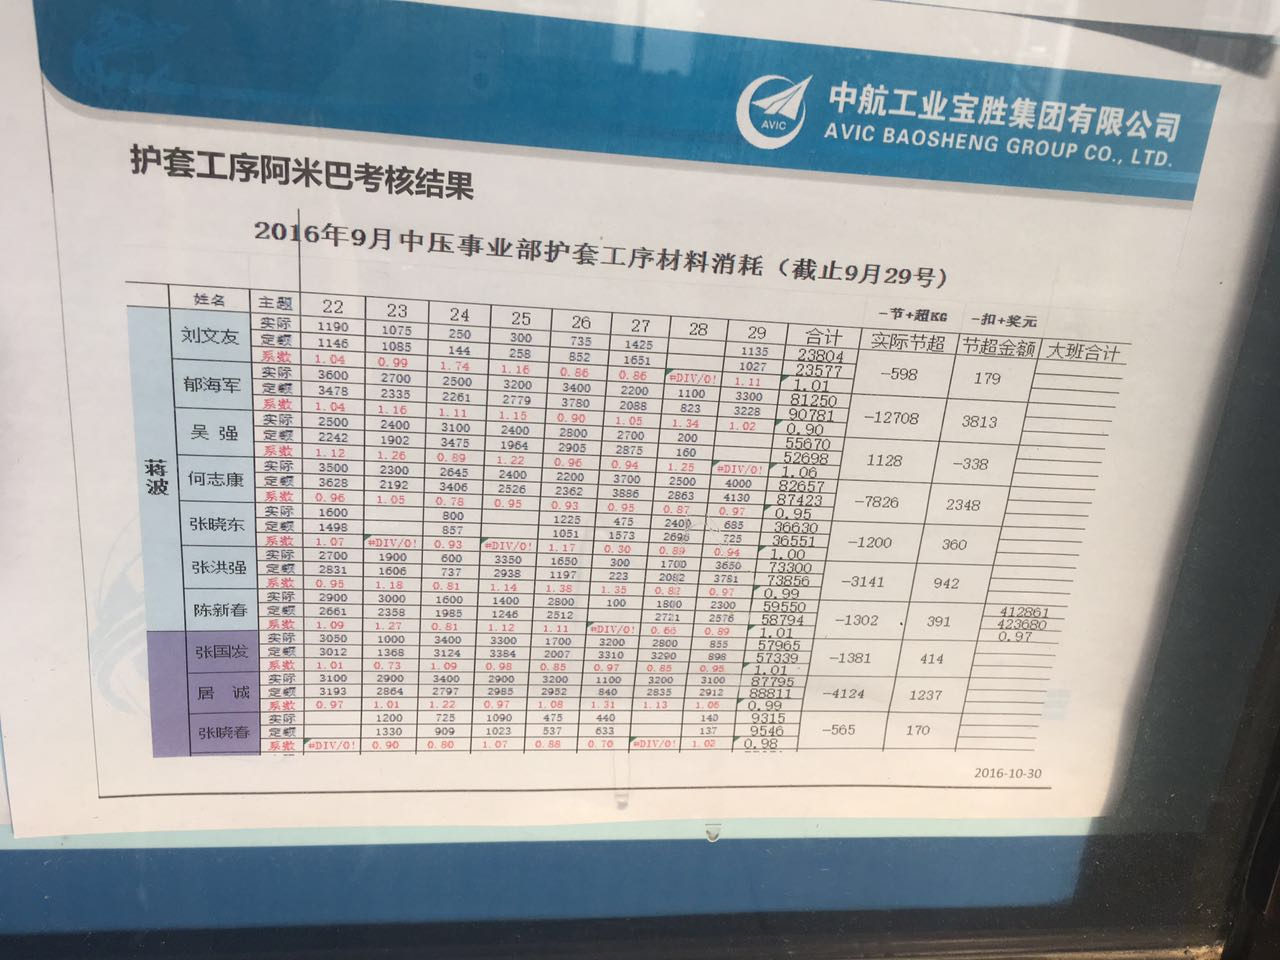 中航工业宝胜集团有限公司
AVIC BAOSHENG GROUP CO., LTD.
AVIC
护套工序阿米巴考核结果
2016年9月中压事业部护套工序材料消耗（截止9月29号）
-节+超KG -扣+奖元
姓名 主题 22 23 24 25 26 27 28 29 合计 实际节超 节超金额 大班合计
蒋波
刘文友 实际 1190 1075 250 300 735 1425 1135 23804 -598 179
定额 1146 1085 144 258 852 1651 1027 23577
系数 1.04 0.99 1.74 1.16 0.86 0.86 #DIV/0! 1.11 1.01
郁海军 实际 3600 2700 2500 3200 3400 2200 1100 3300 81250 -12708 3813
定额 3478 2335 2261 2779 3780 2088 823 3228 90781
系数 1.04 1.16 1.11 1.15 0.90 1.05 1.34 1.02 0.90
吴强 实际 2500 2400 3100 2400 2800 2700 200 55670 1128 -338
定额 2242 1902 3475 1964 2905 2875 160 52698
系数 1.12 1.26 0.89 1.22 0.96 0.94 1.25 #DIV/0! 1.06
何志康 实际 3500 2300 2645 2400 2200 3700 2500 4000 82657 -7826 2348
定额 3628 2192 3406 2526 2362 3886 2863 4130 87423
系数 0.96 1.05 0.78 0.95 0.93 0.95 0.87 0.97 0.95
张晓东 实际 1600 800 1225 475 2400 685 36630 -1200 360
定额 1498 857 1051 1573 2696 725 36551
系数 1.07 #DIV/0! 0.93 #DIV/0! 1.17 0.30 0.89 0.94 1.00
张洪强 实际 2700 1900 600 3350 1650 300 1700 3650 73300 -3141 942
定额 2831 1606 737 2938 1197 223 2082 3781 73856
系数 0.95 1.18 0.81 1.14 1.38 1.35 0.82 0.97 0.99
陈新春 实际 2900 3000 1600 1400 2800 100 1800 2300 59550 -1302 391 412861
定额 2661 2358 1985 1246 2512 2721 2576 58794 423680
系数 1.09 1.27 0.81 1.12 1.11 #DIV/0! 0.66 0.89 1.01 0.97
张国发 实际 3050 1000 3400 3300 1700 3200 2800 855 57965 -1381 414
定额 3012 1368 3124 3384 2007 3310 3290 898 57339
系数 1.01 0.73 1.09 0.98 0.85 0.97 0.85 0.95 1.01
居诚 实际 3100 2900 3400 2900 3200 1100 3200 3100 87795 -4124 1237
定额 3193 2864 2797 2985 2952 840 2835 2912 88811
系数 0.97 1.01 1.22 0.97 1.08 1.31 1.13 1.06 0.99
张晓春 实际 1200 725 1090 475 440 140 9315 -565 170
定额 1330 909 1023 537 633 137 9546
系数 #DIV/0! 0.90 0.80 1.07 0.88 0.70 #DIV/0! 1.02 0.98
2016-10-30